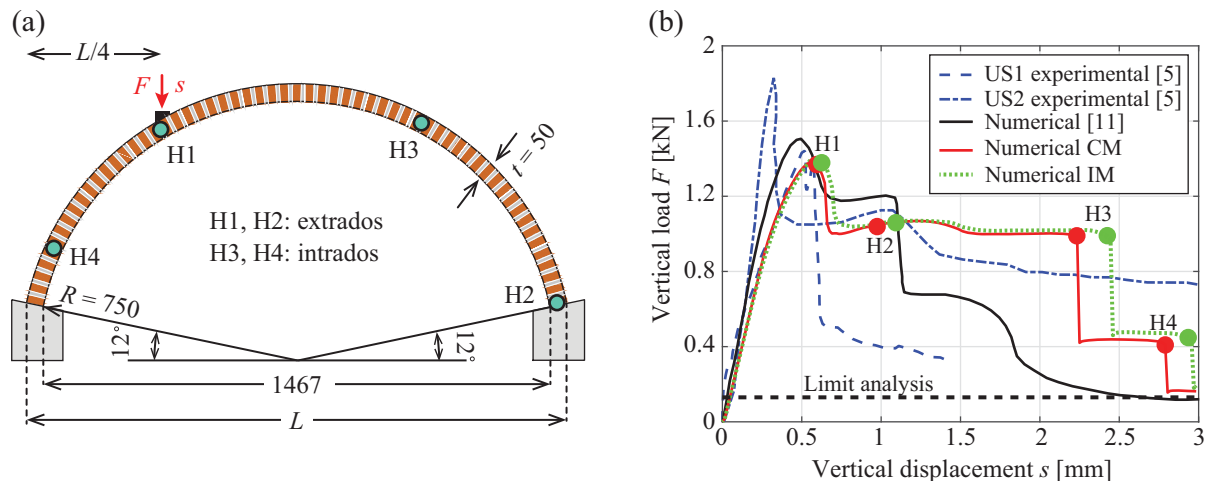 (a)
L/4
F
s
H1
H3
t = 50
H1, H2: extrados
H3, H4: intrados
H4
H2
R = 750
12°
12°
1467
L
(b)
2
1.6
1.2
0.8
0.4
0
Vertical load F [kN]
US1 experimental [5]
US2 experimental [5]
Numerical [11]
Numerical CM
Numerical IM
H1
H2
H3
H4
Limit analysis
0
0.5
1
1.5
2
2.5
3
Vertical displacement s [mm]